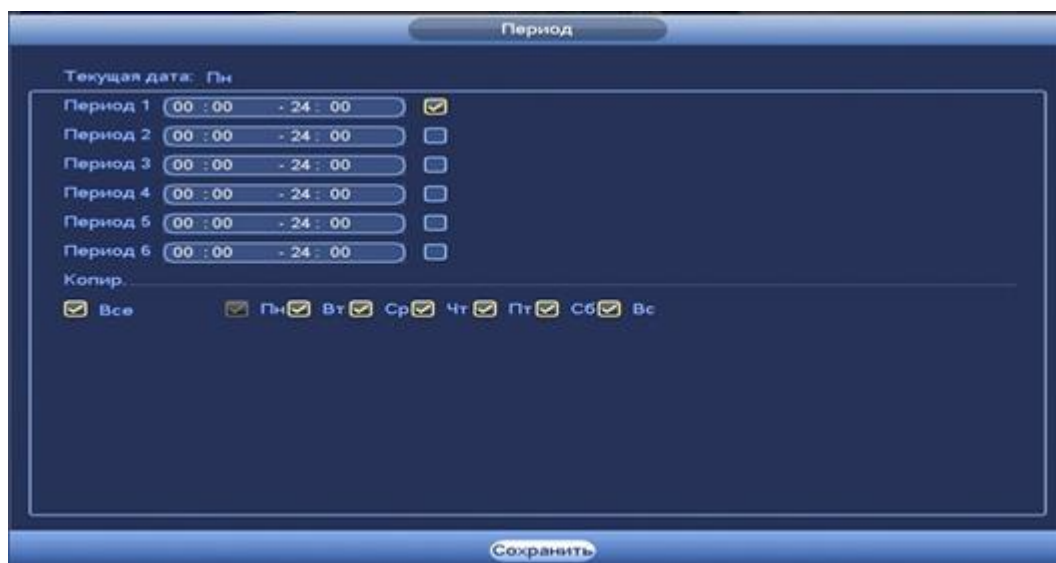 Период
Текущая дата: Пн
Период 1 00 : 00 - 24 : 00
Период 2 00 : 00 - 24 : 00
Период 3 00 : 00 - 24 : 00
Период 4 00 : 00 - 24 : 00
Период 5 00 : 00 - 24 : 00
Период 6 00 : 00 - 24 : 00
Копир.
Все Пн Вт Ср Чт Пт Сб Вс
Сохранить